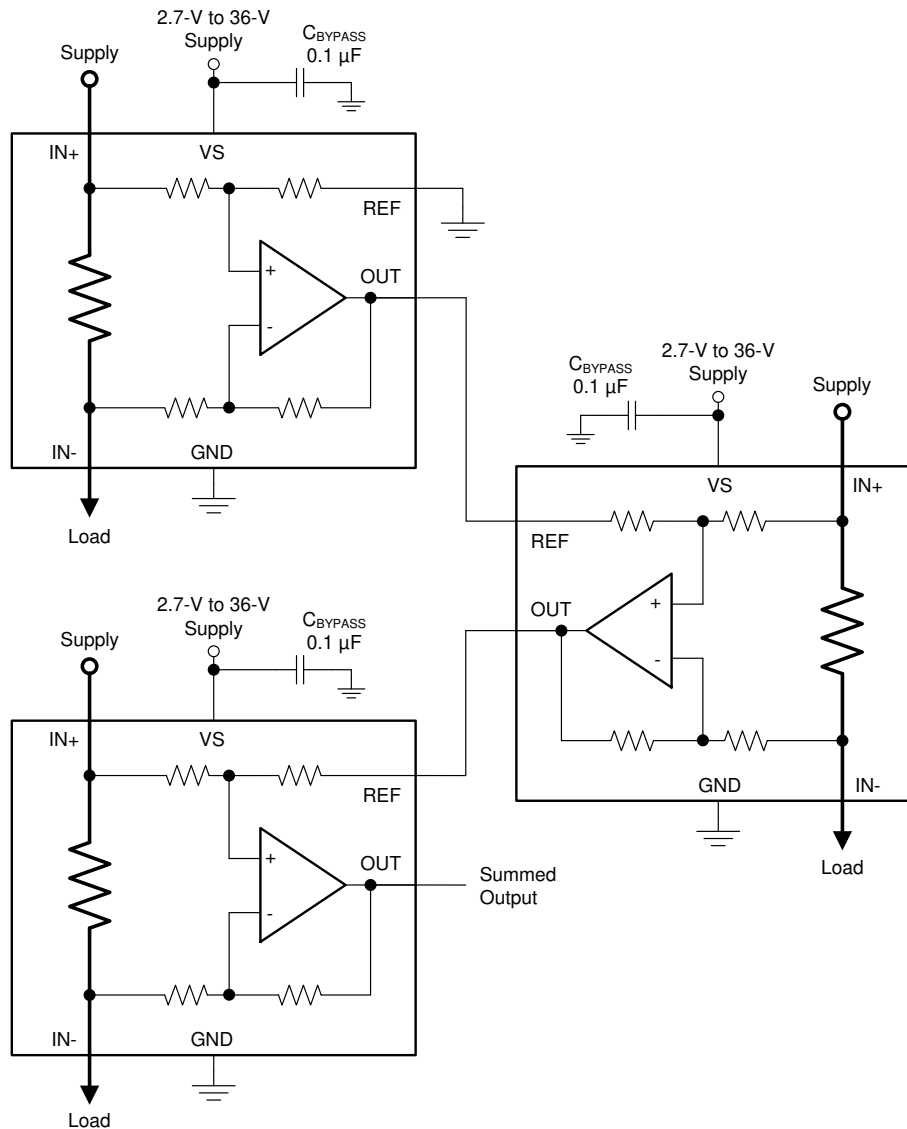 2.7-V to 36-V
Supply
CBYPASS
0.1 µF
Supply
IN+
VS
REF
+
OUT
-
IN-
GND
Load
2.7-V to 36-V
Supply
CBYPASS
0.1 µF
Supply
VS
IN+
REF
OUT
+
-
GND
IN-
Load
2.7-V to 36-V
Supply
CBYPASS
0.1 µF
Supply
IN+
VS
REF
+
OUT
-
Summed
Output
IN-
GND
Load